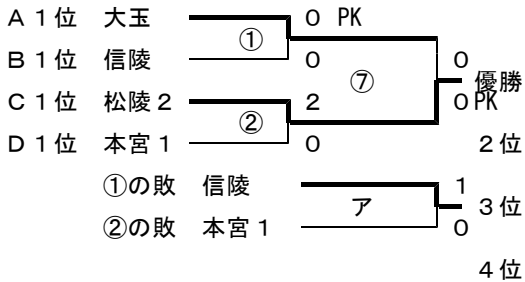 A１位 大玉 0 PK
①
B１位 信陵 0 0
⑦ 優勝
C１位 松陵２ 2 0 PK
②
D１位 本宮１ 0 ２位
①の敗 信陵 1
ア ３位
②の敗 本宮１ 0
４位